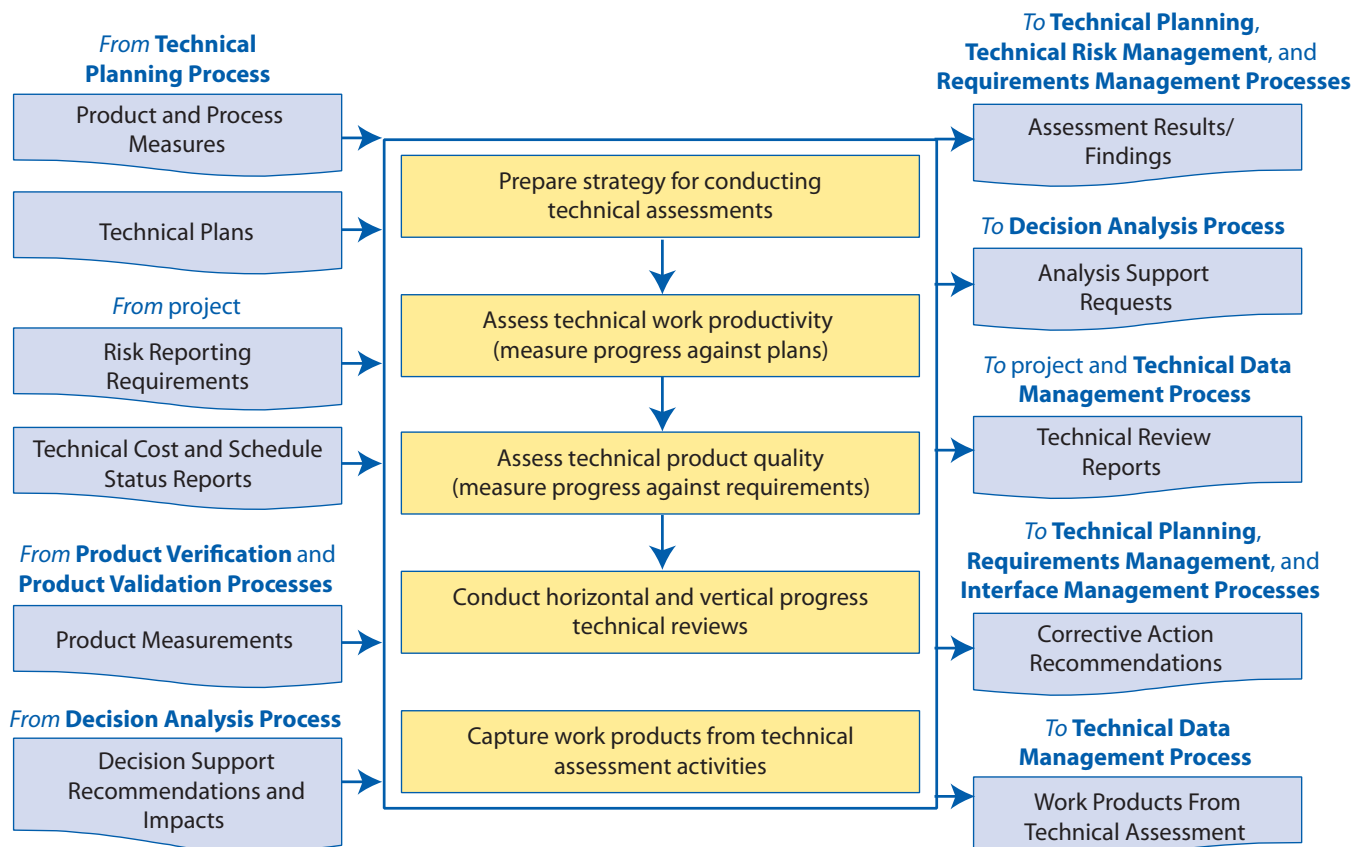 From Technical
Planning Process
Product and Process
Measures
Technical Plans
From project
Risk Reporting
Requirements
Technical Cost and Schedule
Status Reports
From Product Verification and
Product Validation Processes
Product Measurements
From Decision Analysis Process
Decision Support
Recommendations and
Impacts
Prepare strategy for conducting
technical assessments
Assess technical work productivity
(measure progress against plans)
Assess technical product quality
(measure progress against requirements)
Conduct horizontal and vertical progress
technical reviews
Capture work products from technical
assessment activities
To Technical Planning,
Technical Risk Management, and
Requirements Management Processes
Assessment Results/
Findings
To Decision Analysis Process
Analysis Support
Requests
To project and Technical Data
Management Process
Technical Review
Reports
To Technical Planning,
Requirements Management, and
Interface Management Processes
Corrective Action
Recommendations
To Technical Data
Management Process
Work Products From
Technical Assessment